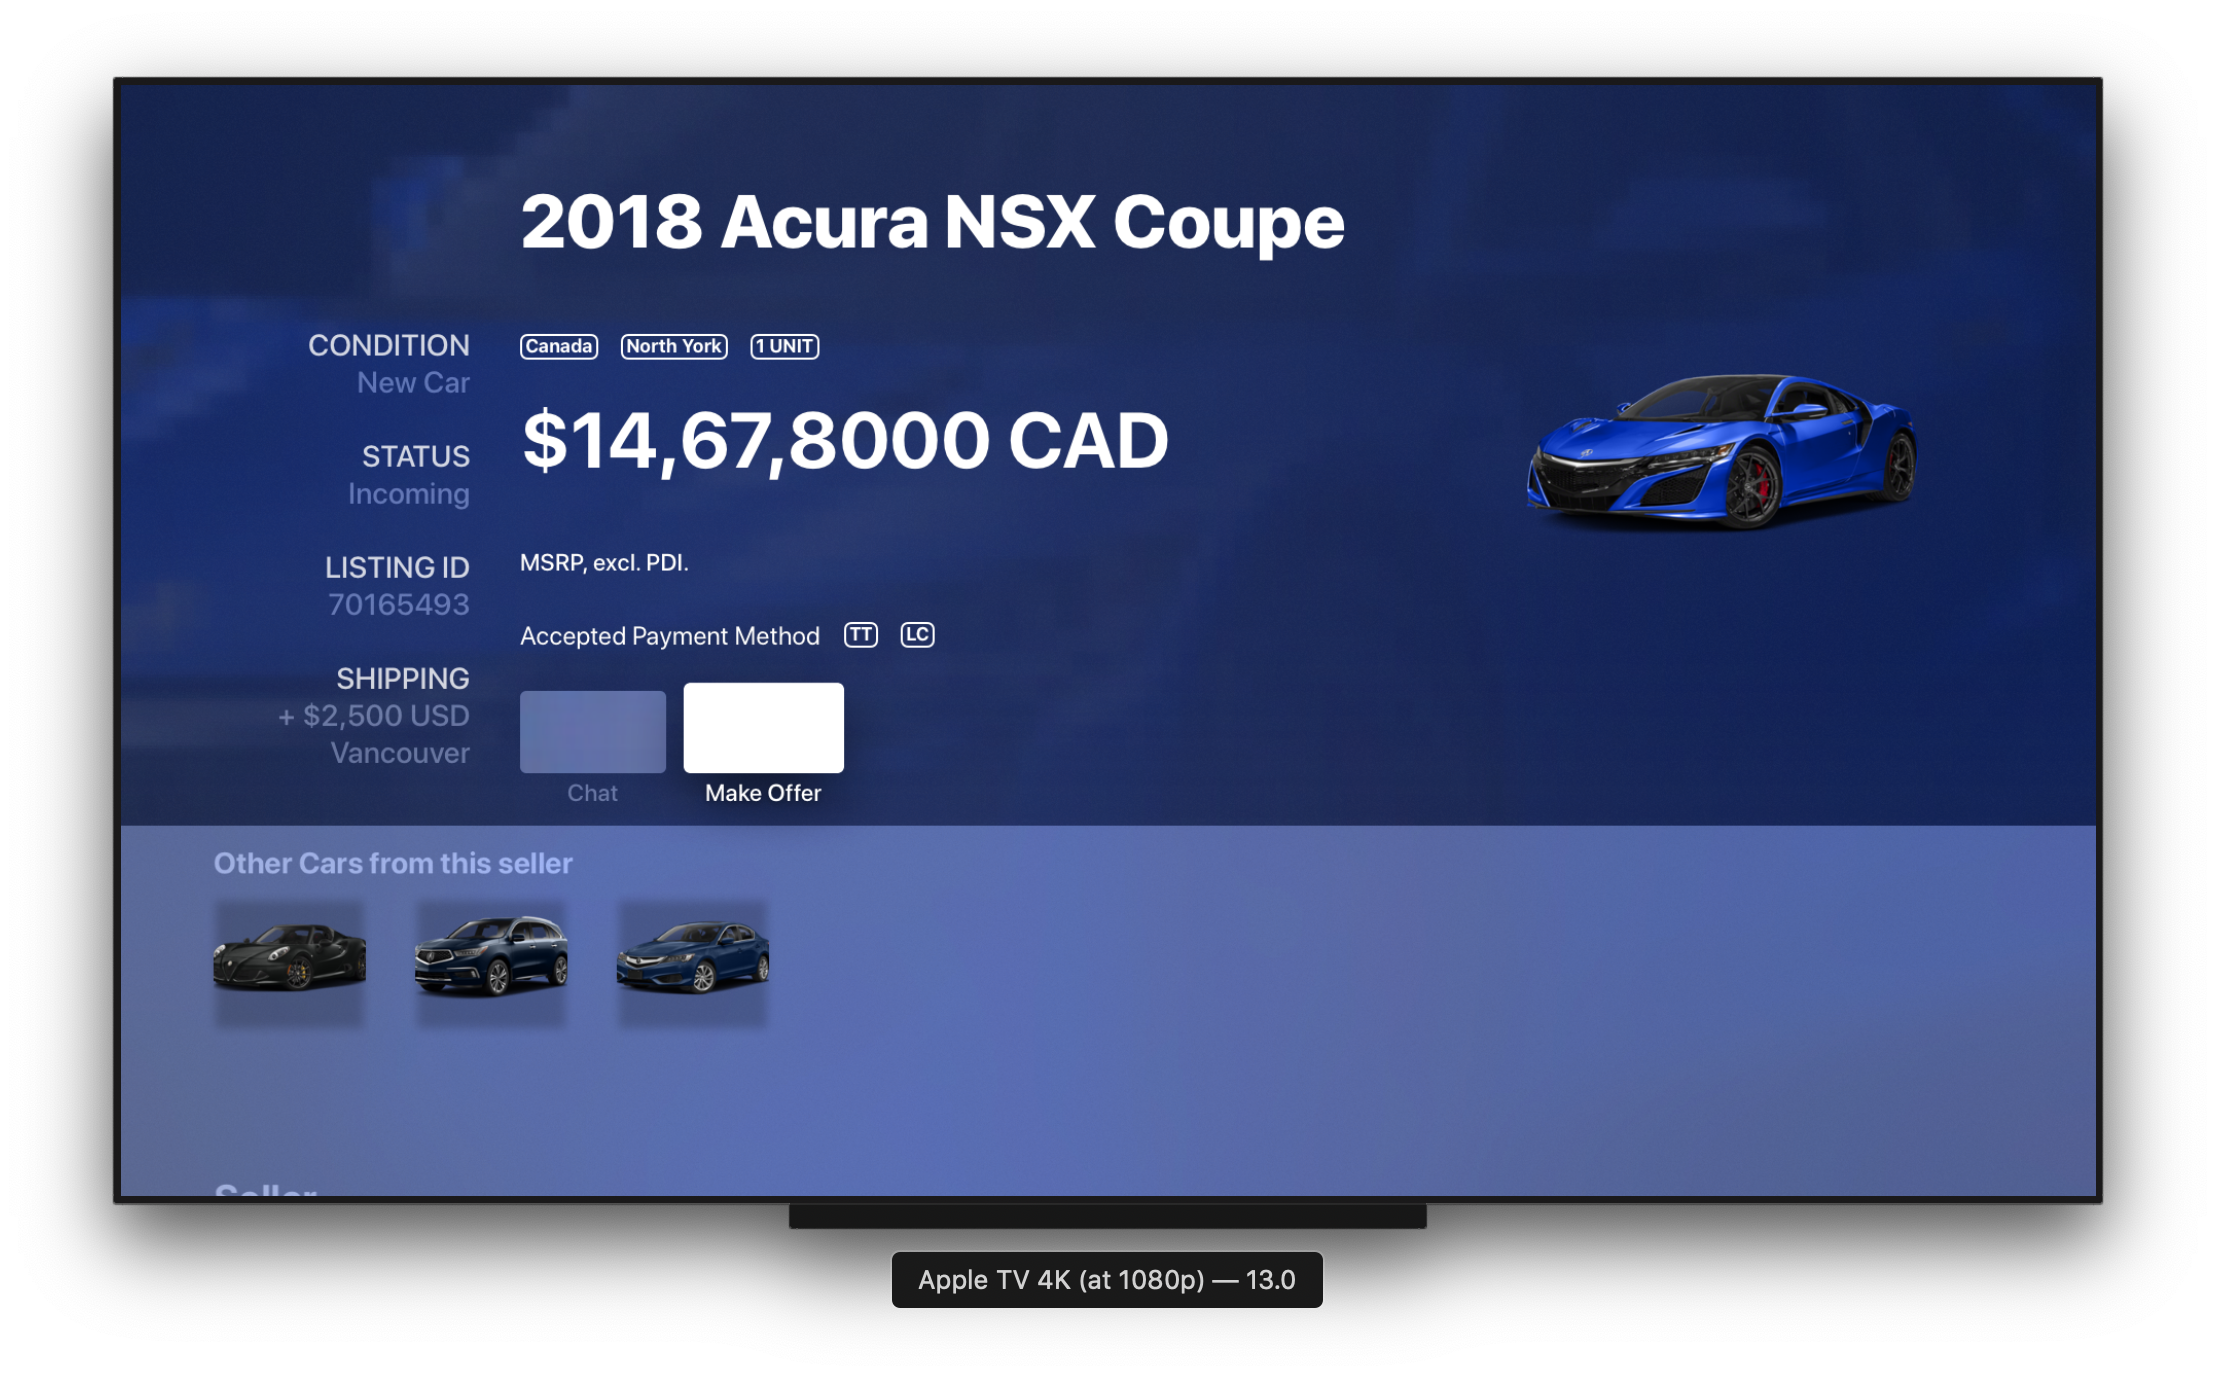 2018 Acura NSX Coupe
CONDITION
New Car
STATUS
Incoming
LISTING ID
70165493
SHIPPING
+ $2,500 USD
Vancouver
Canada North York 1 UNIT
$14,67,8000 CAD
MSRP, excl. PDI.
Accepted Payment Method TT LC
Chat Make Offer
Other Cars from this seller
Seller
Apple TV 4K (at 1080p) — 13.0